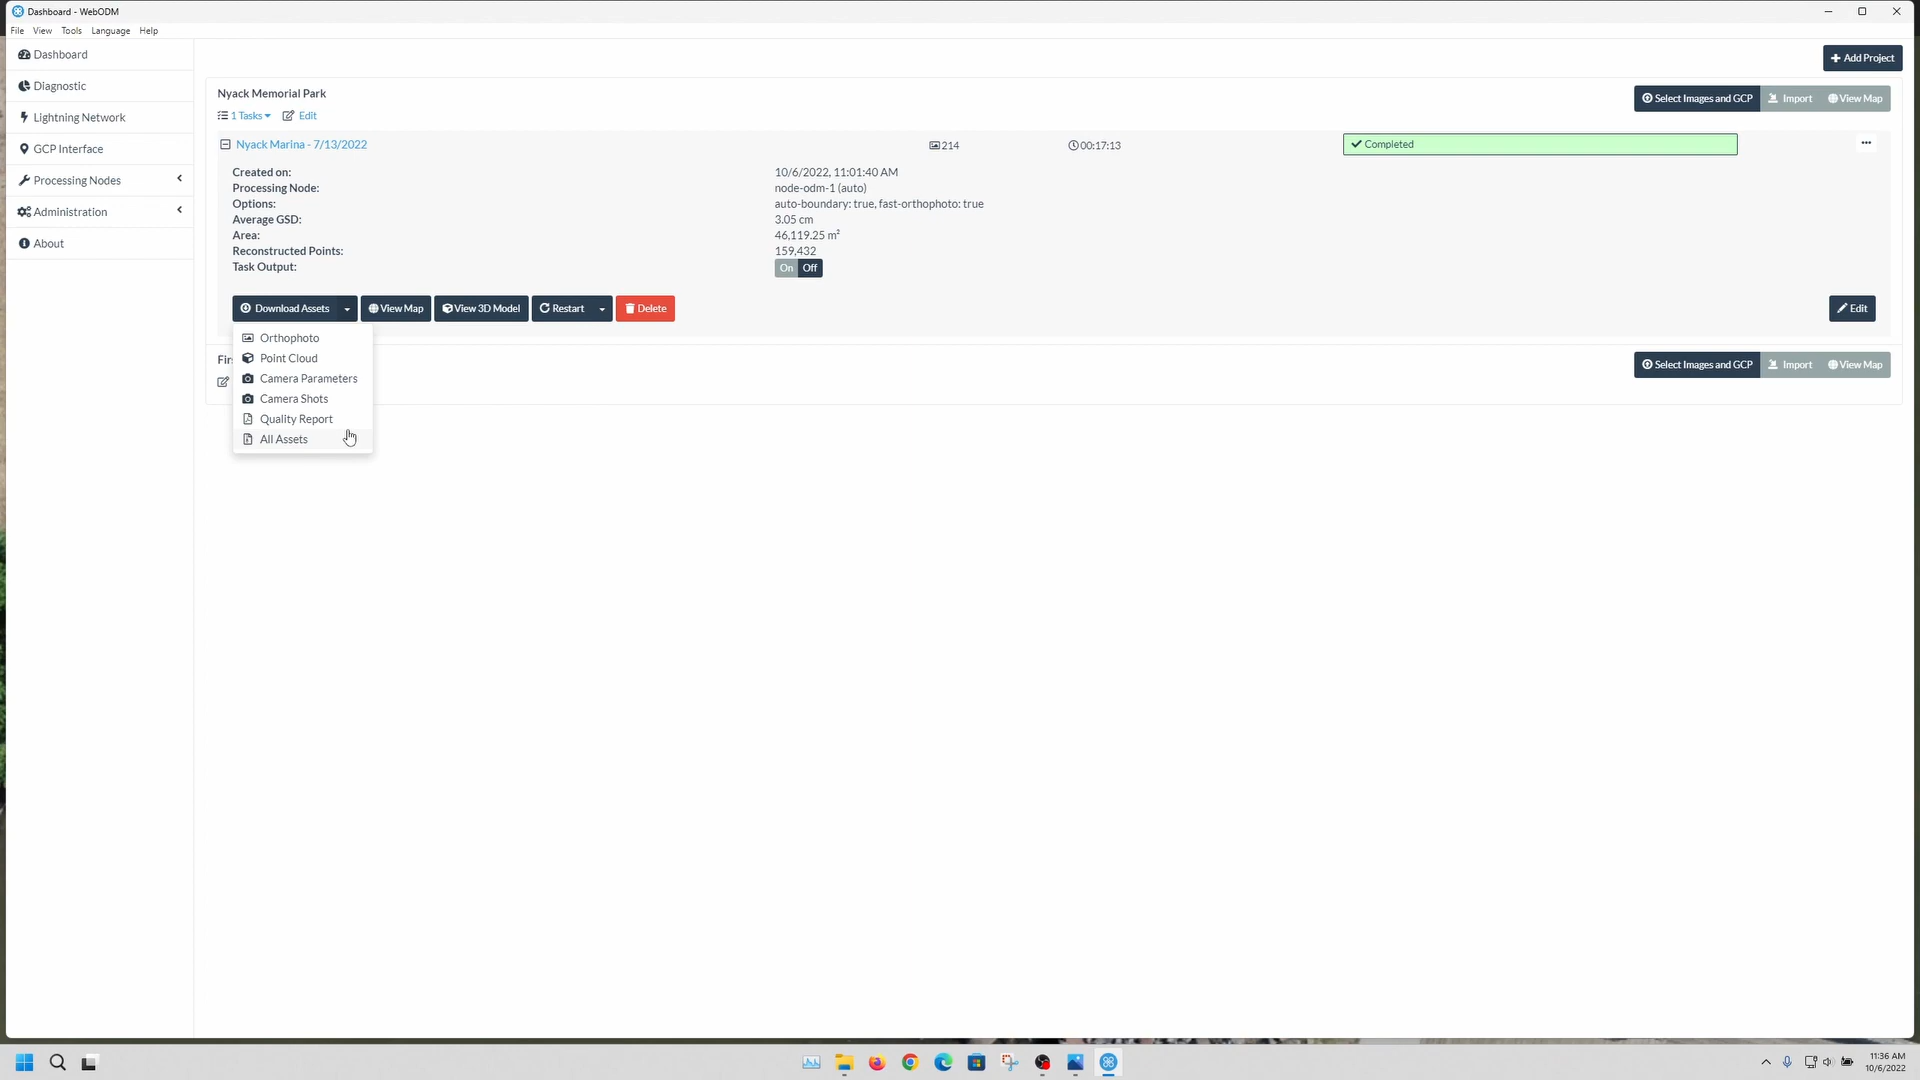 Dashboard - WebODM
File View Tools Language Help
Dashboard
Diagnostic
Lightning Network
GCP Interface
Processing Nodes
Administration
About
Add Project
Nyack Memorial Park
Select Images and GCP Import View Map
1 Tasks Edit
Nyack Marina - 7/13/2022 214 00:17:13 Completed
Created on: 10/6/2022, 11:01:40 AM
Processing Node: node-odm-1 (auto)
Options: auto-boundary: true, fast-orthophoto: true
Average GSD: 3.05 cm
Area: 46,119.25 m²
Reconstructed Points: 159,432
Task Output: On Off
Download Assets View Map View 3D Model Restart Delete Edit
Orthophoto
Point Cloud
Camera Parameters
Camera Shots
Quality Report
All Assets
Select Images and GCP Import View Map
11:36 AM
10/6/2022